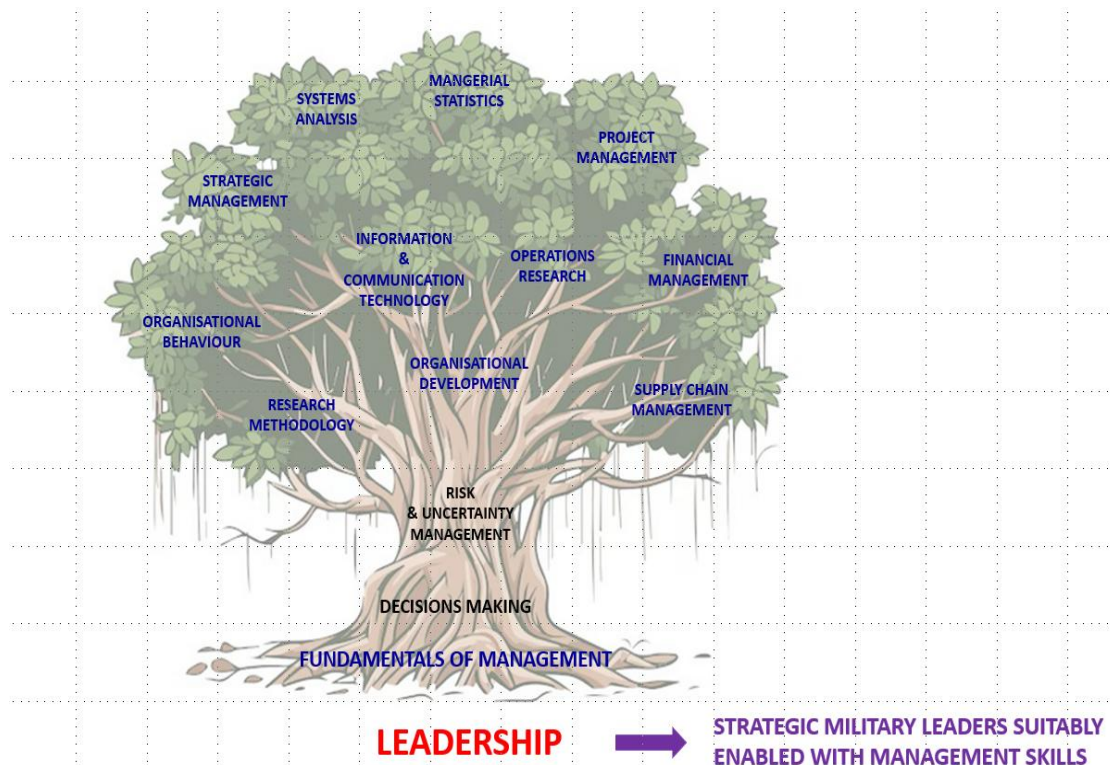 MANGERIAL
STATISTICS
SYSTEMS
ANALYSIS
PROJECT
MANAGEMENT
STRATEGIC
MANAGEMENT
INFORMATION
&
COMMUNICATION
TECHNOLOGY
OPERATIONS
RESEARCH
FINANCIAL
MANAGEMENT
ORGANISATIONAL
BEHAVIOUR
ORGANISATIONAL
DEVELOPMENT
SUPPLY CHAIN
MANAGEMENT
RESEARCH
METHODOLOGY
RISK
& UNCERTAINTY
MANAGEMENT
DECISIONS MAKING
FUNDAMENTALS OF MANAGEMENT
LEADERSHIP
STRATEGIC MILITARY LEADERS SUITABLY
ENABLED WITH MANAGEMENT SKILLS